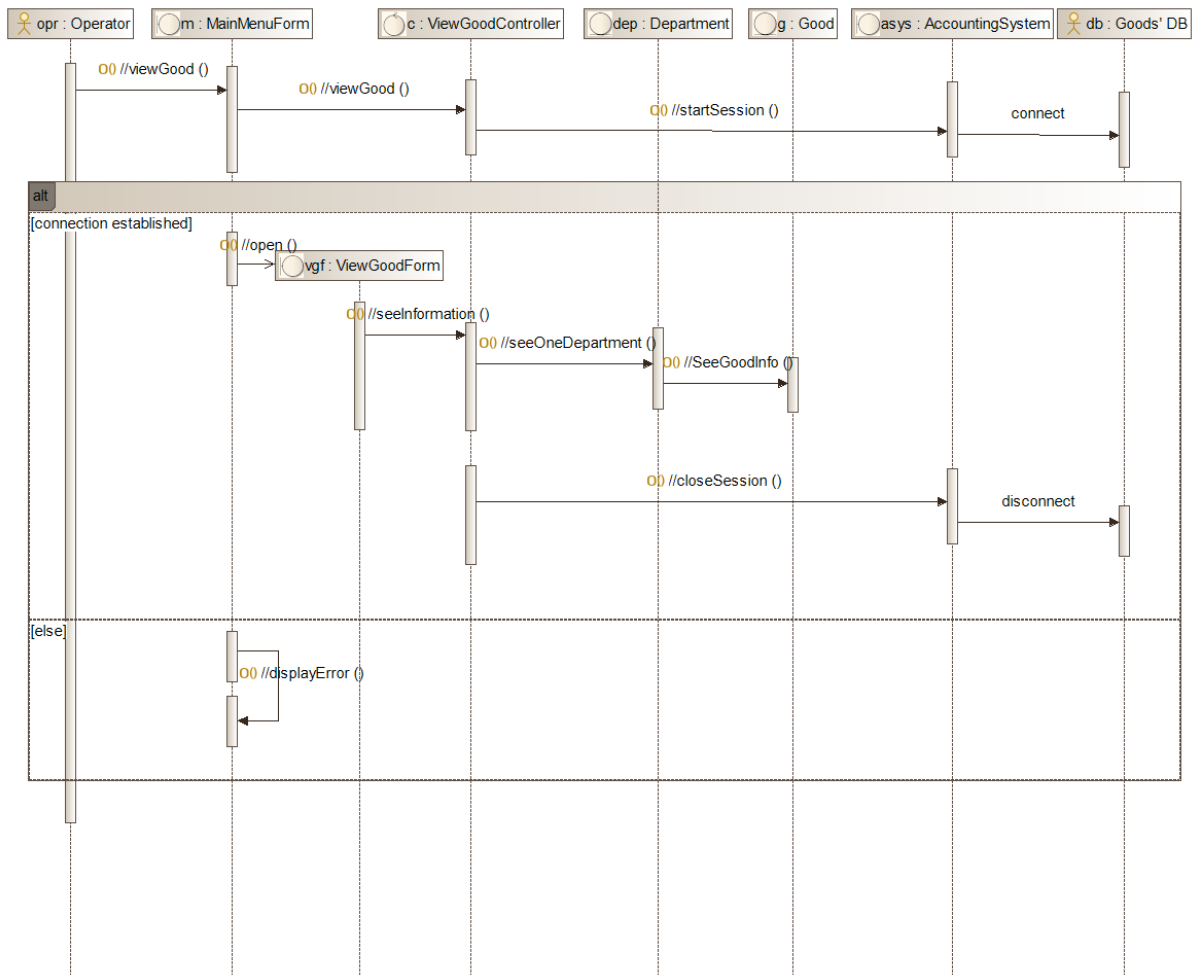 opr : Operator
m : MainMenuForm
c : ViewGoodController
dep : Department
g : Good
asys : AccountingSystem
db : Goods' DB
//viewGood ()
//viewGood ()
//startSession ()
connect
alt
[connection established]
//open ()
vgf : ViewGoodForm
//seeInformation ()
//seeOneDepartment ()
//SeeGoodInfo ()
//closeSession ()
disconnect
[else]
//displayError ()